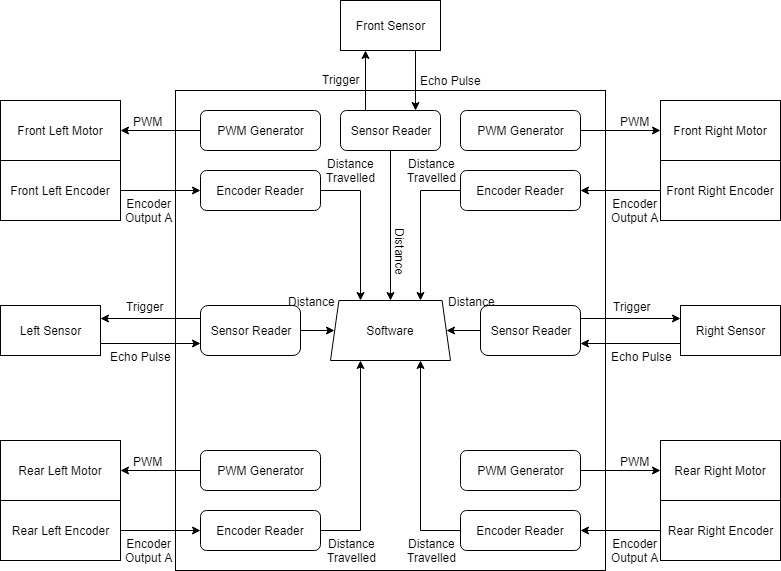 Front Sensor
Trigger
Echo Pulse
Front Left Motor
PWM
PWM Generator
Sensor Reader
PWM Generator
PWM
Front Right Motor
Distance
Travelled
Distance
Travelled
Front Left Encoder
Encoder Reader
Encoder Reader
Front Right Encoder
Encoder
Output A
Encoder
Output A
Distance
Trigger
Distance
Distance
Trigger
Left Sensor
Sensor Reader
Software
Sensor Reader
Right Sensor
Echo Pulse
Echo Pulse
Rear Left Motor
PWM
PWM Generator
PWM Generator
PWM
Rear Right Motor
Rear Left Encoder
Encoder Reader
Encoder Reader
Rear Right Encoder
Encoder
Output A
Distance
Travelled
Distance
Travelled
Encoder
Output A